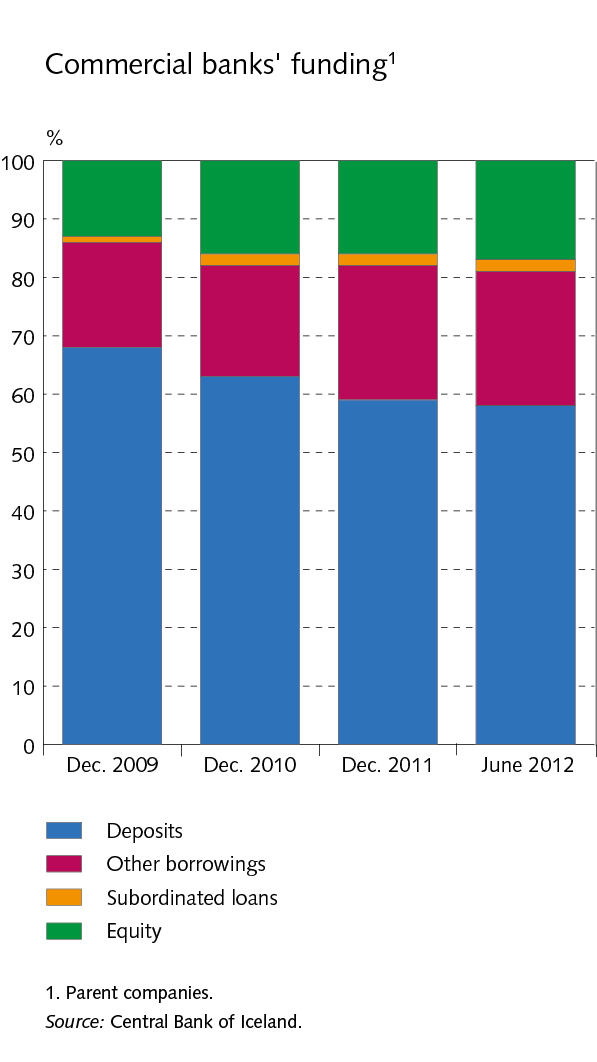 Commercial banks' funding¹
%
100
90
80
70
60
50
40
30
20
10
0
Dec. 2009 Dec. 2010 Dec. 2011 June 2012
Deposits
Other borrowings
Subordinated loans
Equity
1. Parent companies.
Source: Central Bank of Iceland.